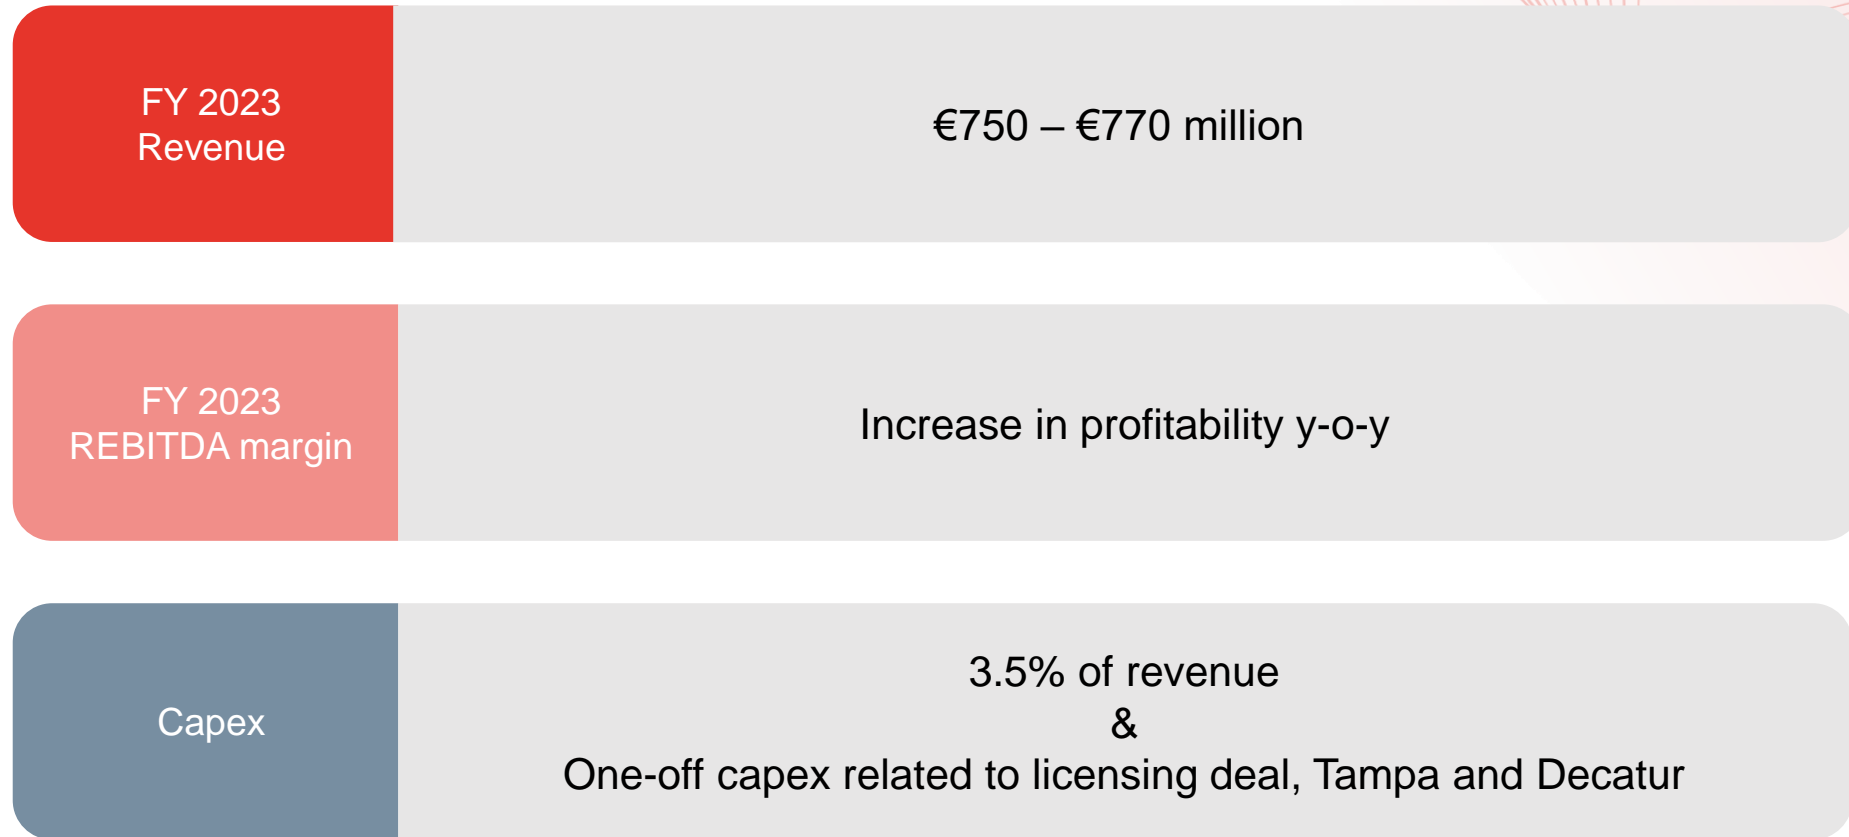 FY 2023
Revenue
€750 – €770 million
FY 2023
REBITDA margin
Increase in profitability y-o-y
Capex
3.5% of revenue
&
One-off capex related to licensing deal, Tampa and Decatur